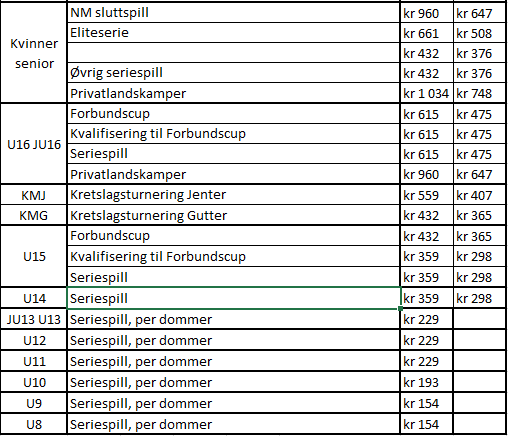 NM sluttspill kr 960 kr 647
Kvinner senior Eliteserie kr 661 kr 508
kr 432 kr 376
Øvrig seriespill kr 432 kr 376
Privatlandskamper kr 1 034 kr 748
U16 JU16 Forbundscup kr 615 kr 475
Kvalifisering til Forbundscup kr 615 kr 475
Seriespill kr 615 kr 475
Privatlandskamper kr 960 kr 647
KMJ Kretslagsturnering Jenter kr 559 kr 407
KMG Kretslagsturnering Gutter kr 432 kr 365
U15 Forbundscup kr 432 kr 365
Kvalifisering til Forbundscup kr 359 kr 298
Seriespill kr 359 kr 298
U14 Seriespill kr 359 kr 298
JU13 U13 Seriespill, per dommer kr 229
U12 Seriespill, per dommer kr 229
U11 Seriespill, per dommer kr 229
U10 Seriespill, per dommer kr 193
U9 Seriespill, per dommer kr 154
U8 Seriespill, per dommer kr 154